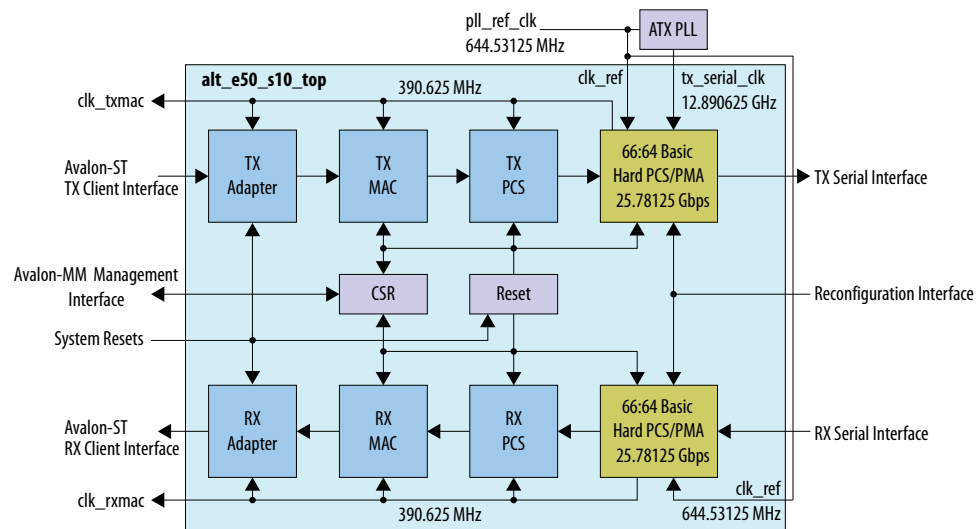 pll_ref_clk
644.53125 MHz
ATX PLL
alt_e50_s10_top
390.625 MHz
clk_ref
tx_serial_clk
12.890625 GHz
clk_txmac
Avalon-ST
TX Client Interface
TX
Adapter
TX
MAC
TX
PCS
66:64 Basic
Hard PCS/PMA
25.78125 Gbps
TX Serial Interface
Avalon-MM Management
Interface
CSR
Reset
Reconfiguration Interface
System Resets
Avalon-ST
RX Client Interface
RX
Adapter
RX
MAC
RX
PCS
66:64 Basic
Hard PCS/PMA
25.78125 Gbps
RX Serial Interface
clk_rxmac
390.625 MHz
clk_ref
644.53125 MHz